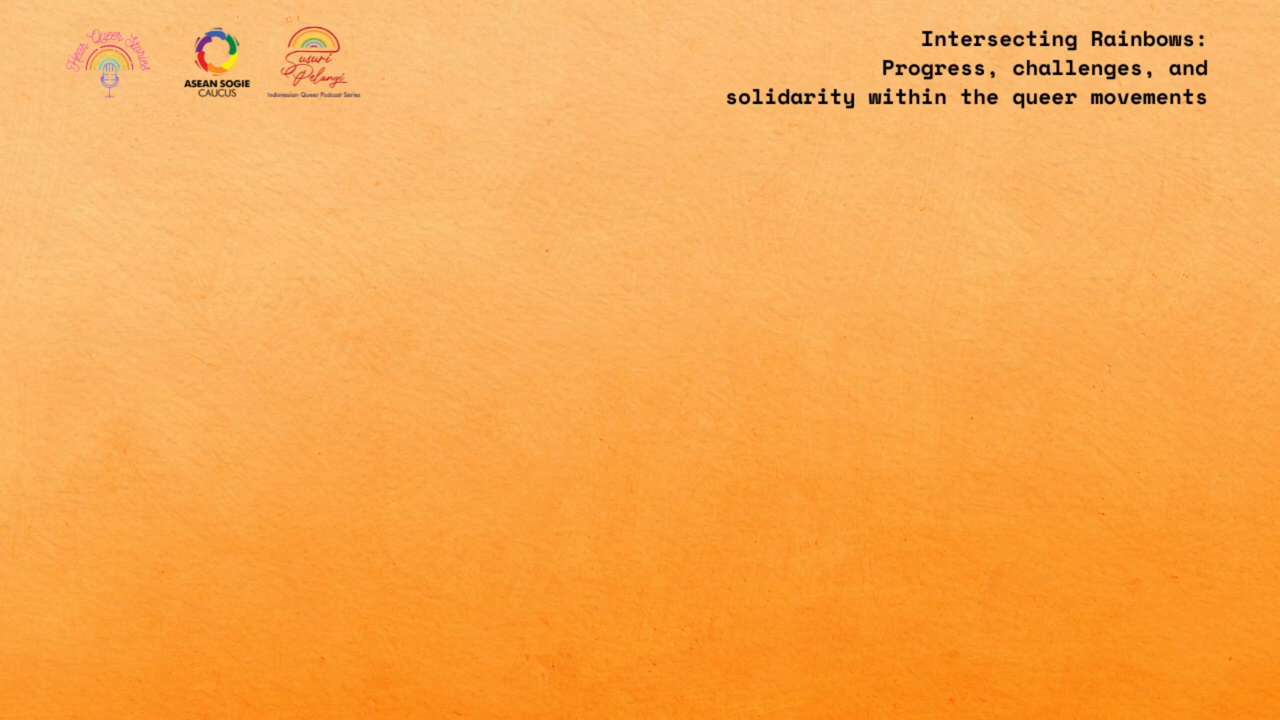 Hear Queer Stories
ASEAN SOGIE
CAUCUS
Susuri
Pelangi
Indonesian Queer Podcast Series
Intersecting Rainbows:
Progress, challenges, and
solidarity within the queer movements